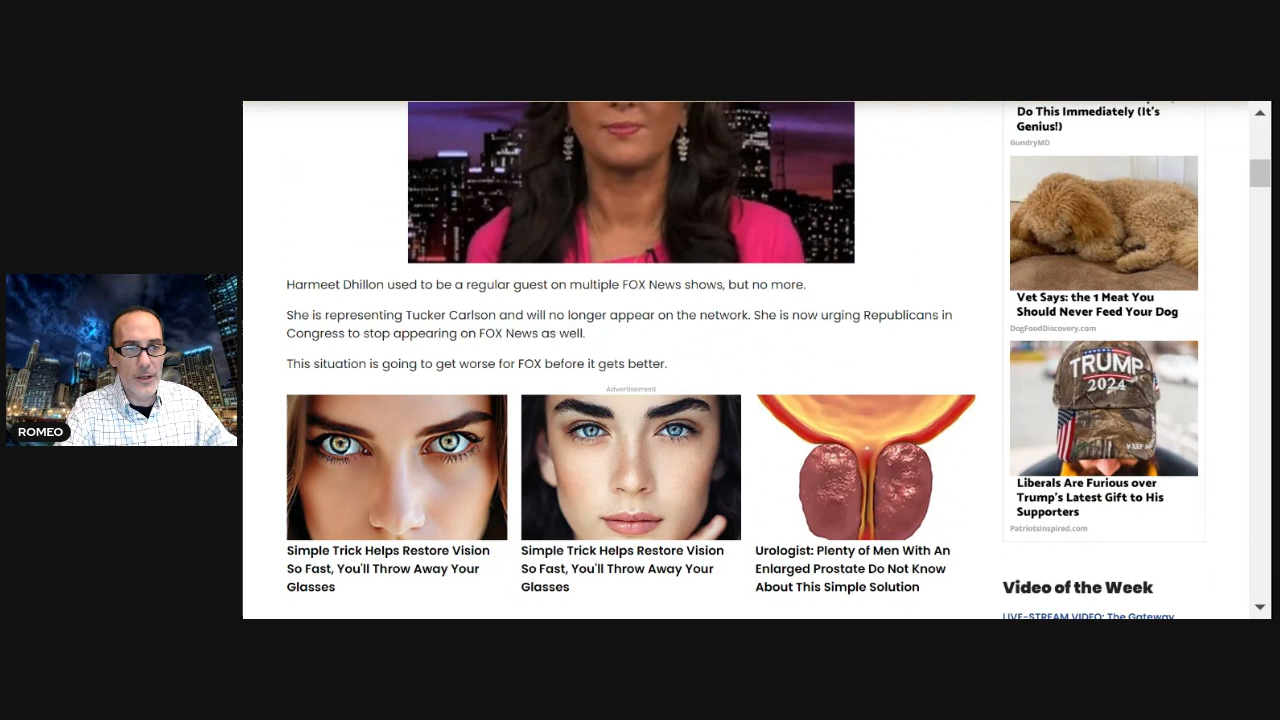 ROMEO
Harmeet Dhillon used to be a regular guest on multiple FOX News shows, but no more.
She is representing Tucker Carlson and will no longer appear on the network. She is now urging Republicans in
Congress to stop appearing on FOX News as well.
This situation is going to get worse for FOX before it gets better.
Advertisement
Simple Trick Helps Restore Vision
So Fast, You'll Throw Away Your
Glasses
Simple Trick Helps Restore Vision
So Fast, You'll Throw Away Your
Glasses
Urologist: Plenty of Men With An
Enlarged Prostate Do Not Know
About This Simple Solution
Do This Immediately (It's
Genius!)
GundryMD
Vet Says: the 1 Meat You
Should Never Feed Your Dog
DogFoodDiscovery.com
TRUMP
2024
Liberals Are Furious over
Trump's Latest Gift to His
Supporters
PatriotsInspired.com
Video of the Week
LIVE-STREAM VIDEO: The Gateway